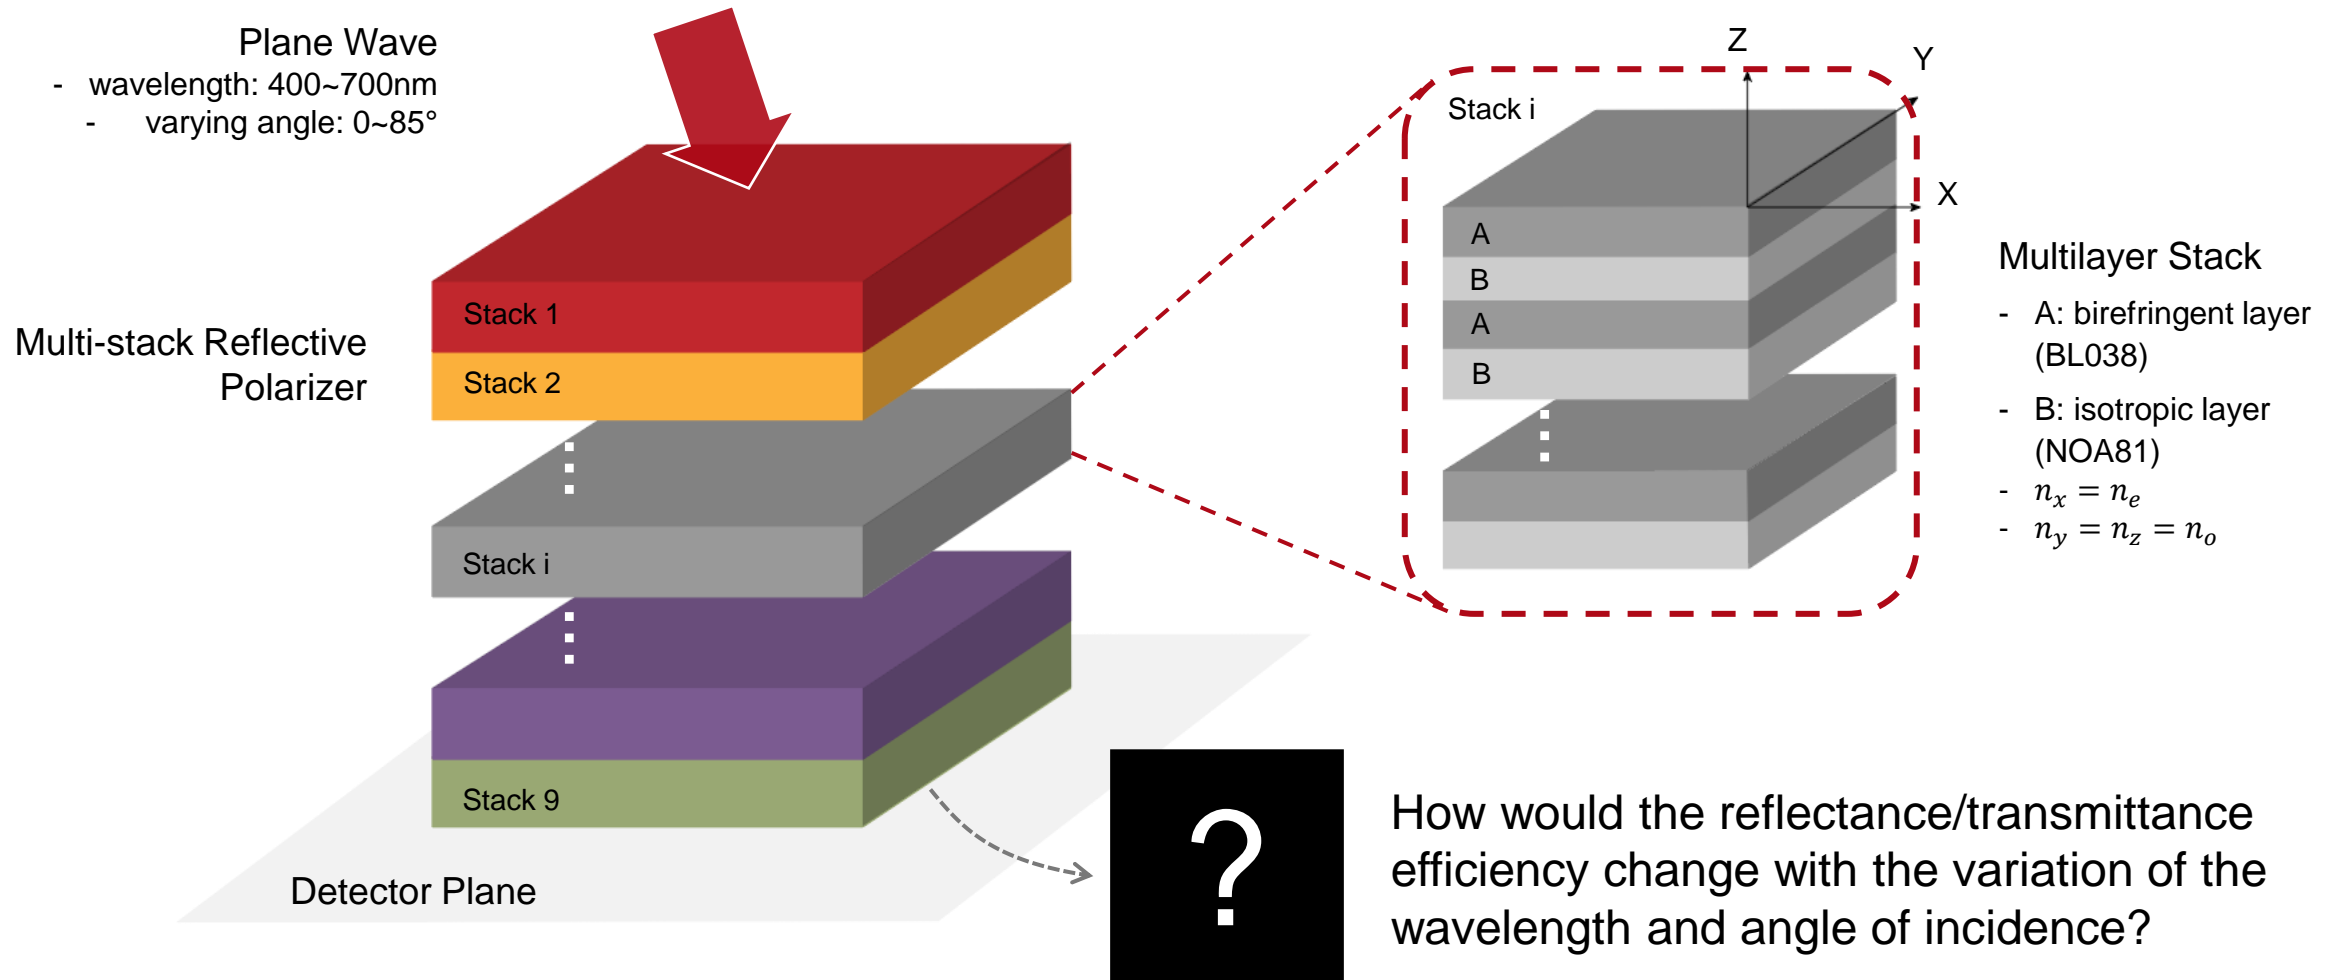 Plane Wave
- wavelength: 400~700nm
- varying angle: 0~85°
Multi-stack Reflective
Polarizer
Stack 1
Stack 2
Stack i
Stack 9
Detector Plane
Z
Y
X
Stack i
A
B
A
B
Multilayer Stack
- A: birefringent layer
(BL038)
- B: isotropic layer
(NOA81)
- n_x = n_e
- n_y = n_z = n_o
?
How would the reflectance/transmittance
efficiency change with the variation of the
wavelength and angle of incidence?